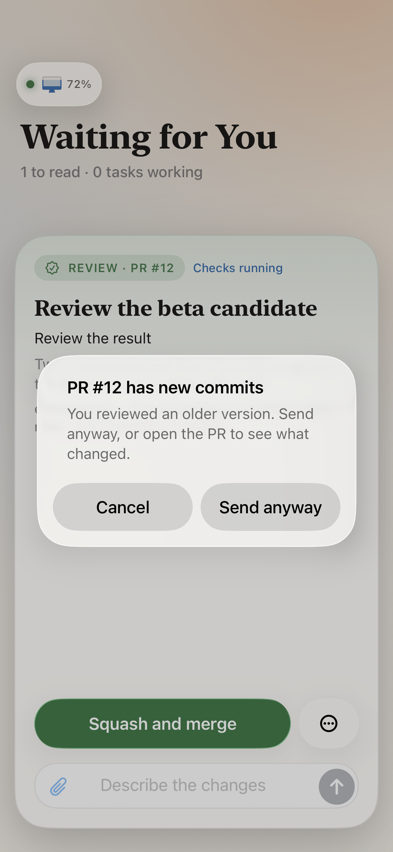 72%
Waiting for You
1 to read · 0 tasks working
REVIEW · PR #12 Checks running
Review the beta candidate
Review the result
PR #12 has new commits
You reviewed an older version. Send
anyway, or open the PR to see what
changed.
Cancel Send anyway
Squash and merge
Describe the changes